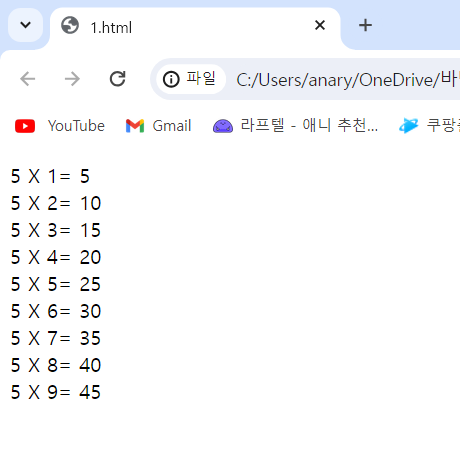 1.html
파일 C:/Users/anary/OneDrive/바
YouTube Gmail 라프텔 - 애니 추천... 쿠팡
5 X 1= 5
5 X 2= 10
5 X 3= 15
5 X 4= 20
5 X 5= 25
5 X 6= 30
5 X 7= 35
5 X 8= 40
5 X 9= 45